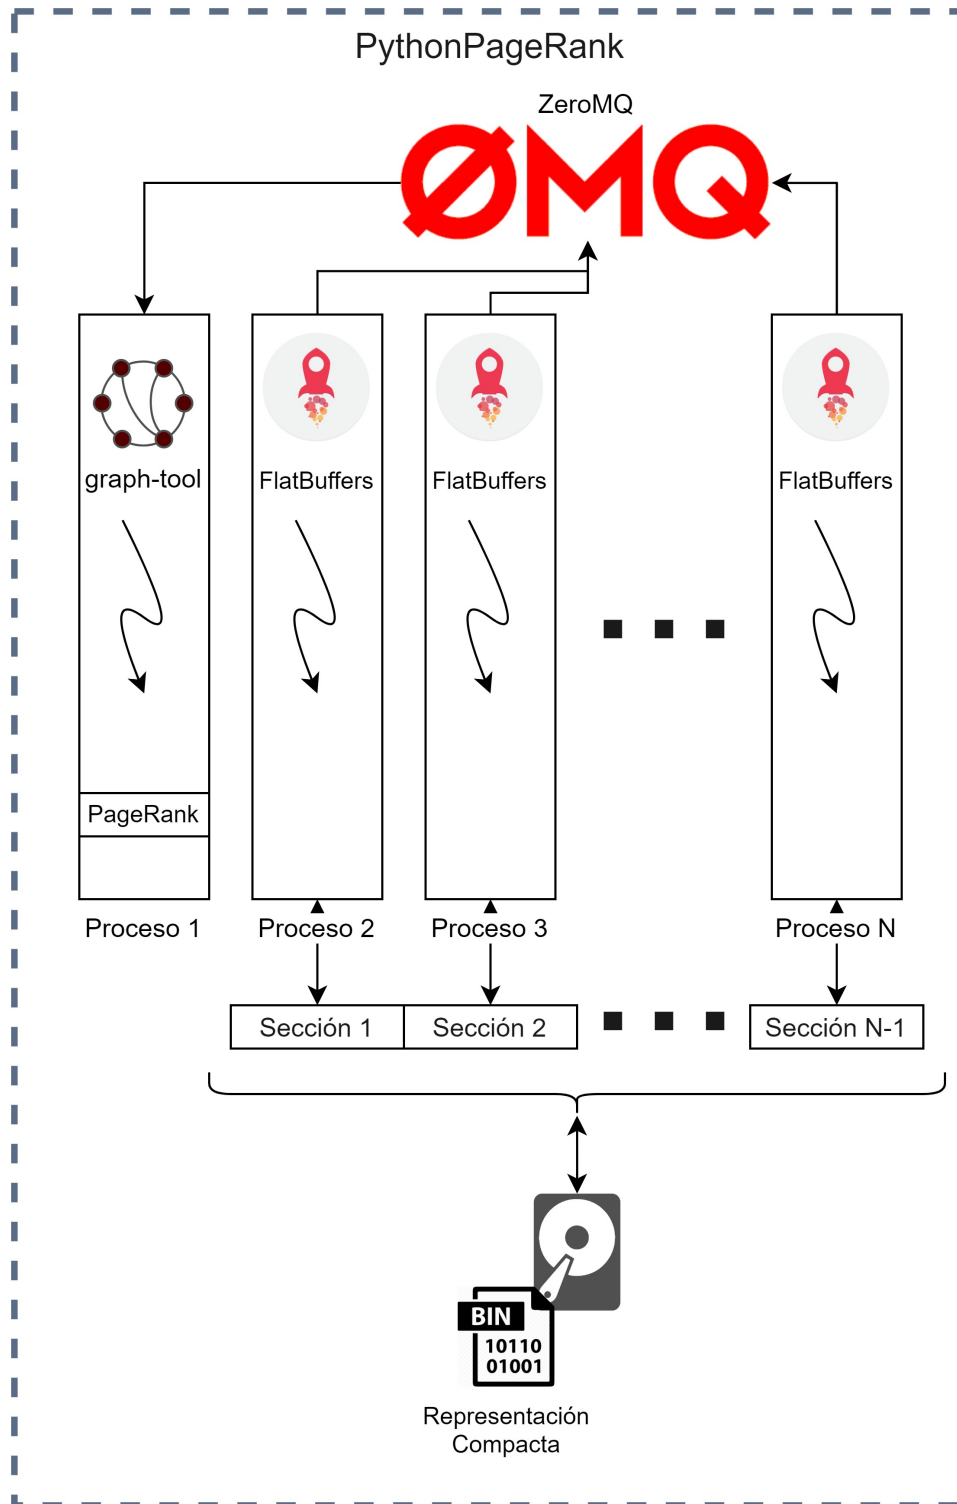 PythonPageRank
ZeroMQ
ØMQ
graph-tool
FlatBuffers
FlatBuffers
FlatBuffers
PageRank
Proceso 1
Proceso 2
Proceso 3
Proceso N
Sección 1
Sección 2
Sección N-1
BIN
10110
01001
Representación
Compacta